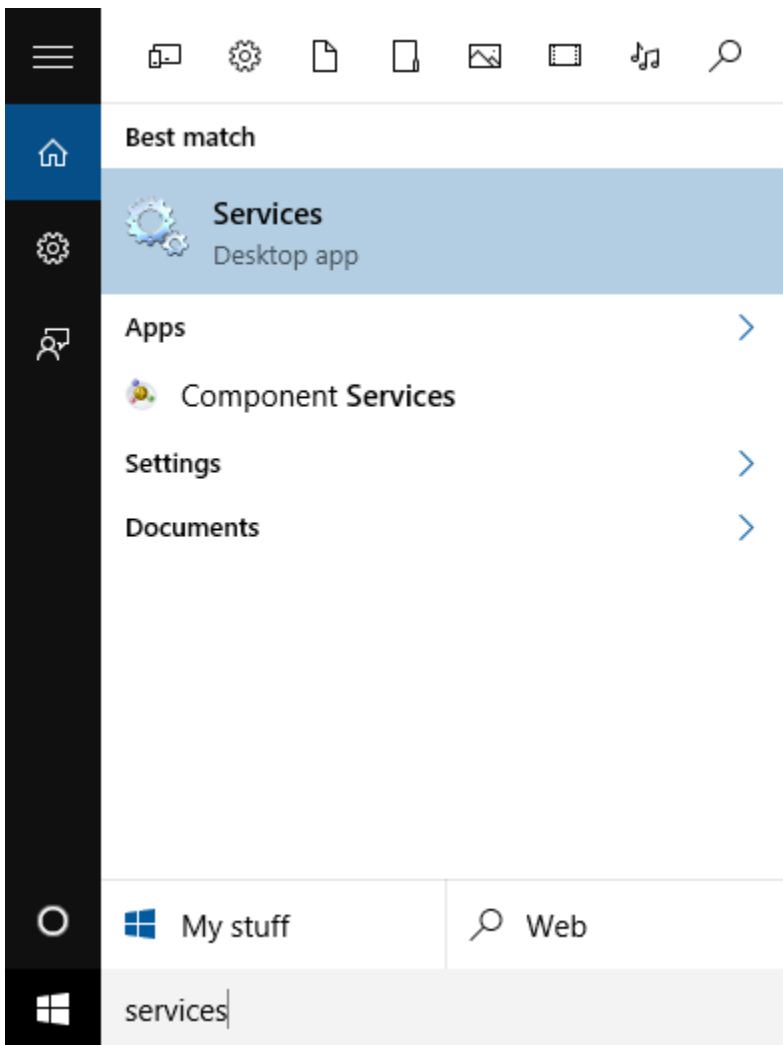 Best match
Services
Desktop app
Apps
Component Services
Settings
Documents
My stuff
Web
services